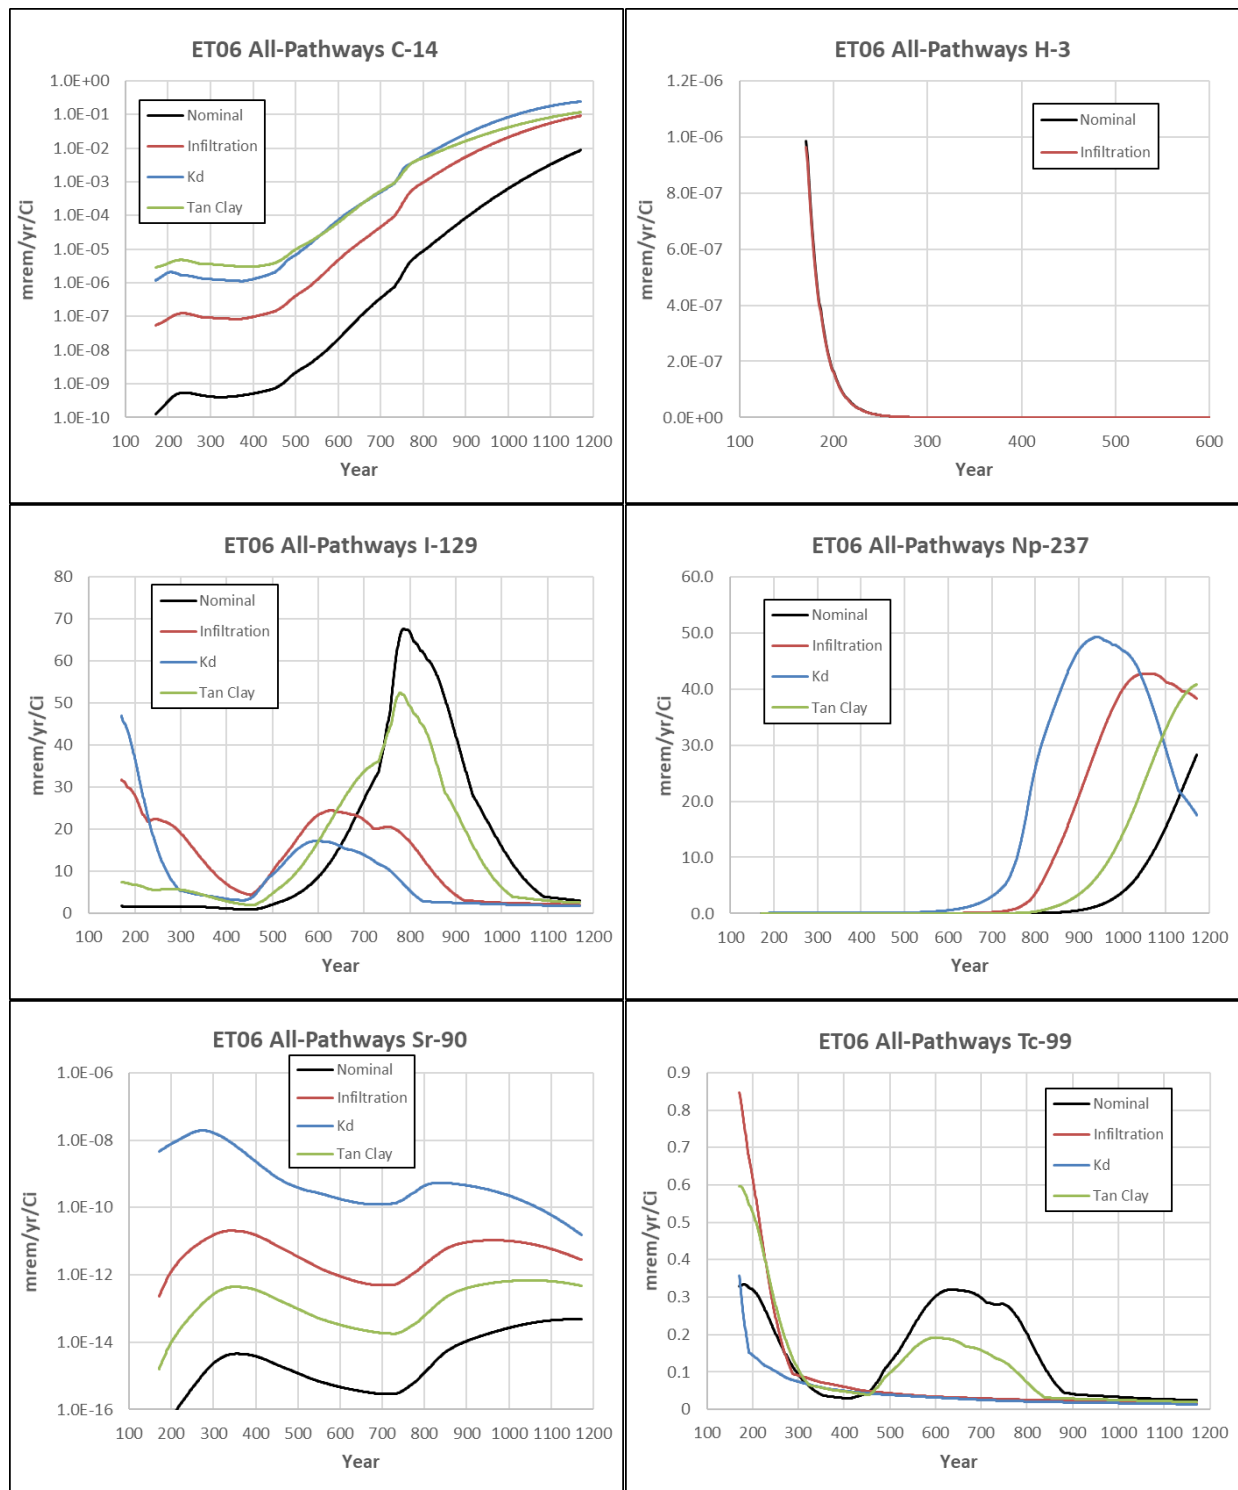 ET06 All-Pathways C-14
1.0E+00
1.0E-01
1.0E-02
1.0E-03
1.0E-04
1.0E-05
1.0E-06
1.0E-07
1.0E-08
1.0E-09
1.0E-10
mrem/yr/Ci
Nominal
Infiltration
Kd
Tan Clay
100 200 300 400 500 600 700 800 900 1000 1100 1200
Year
ET06 All-Pathways H-3
1.2E-06
1.0E-06
8.0E-07
6.0E-07
4.0E-07
2.0E-07
0.0E+00
mrem/yr/Ci
Nominal
Infiltration
100 200 300 400 500 600
Year
ET06 All-Pathways I-129
80
70
60
50
40
30
20
10
0
mrem/yr/Ci
Nominal
Infiltration
Kd
Tan Clay
100 200 300 400 500 600 700 800 900 1000 1100 1200
Year
ET06 All-Pathways Np-237
60.0
50.0
40.0
30.0
20.0
10.0
0.0
mrem/yr/Ci
Nominal
Infiltration
Kd
Tan Clay
100 200 300 400 500 600 700 800 900 1000 1100 1200
Year
ET06 All-Pathways Sr-90
1.0E-06
1.0E-08
1.0E-10
1.0E-12
1.0E-14
1.0E-16
mrem/yr/Ci
Nominal
Infiltration
Kd
Tan Clay
100 200 300 400 500 600 700 800 900 1000 1100 1200
Year
ET06 All-Pathways Tc-99
0.9
0.8
0.7
0.6
0.5
0.4
0.3
0.2
0.1
0
mrem/yr/Ci
Nominal
Infiltration
Kd
Tan Clay
100 200 300 400 500 600 700 800 900 1000 1100 1200
Year